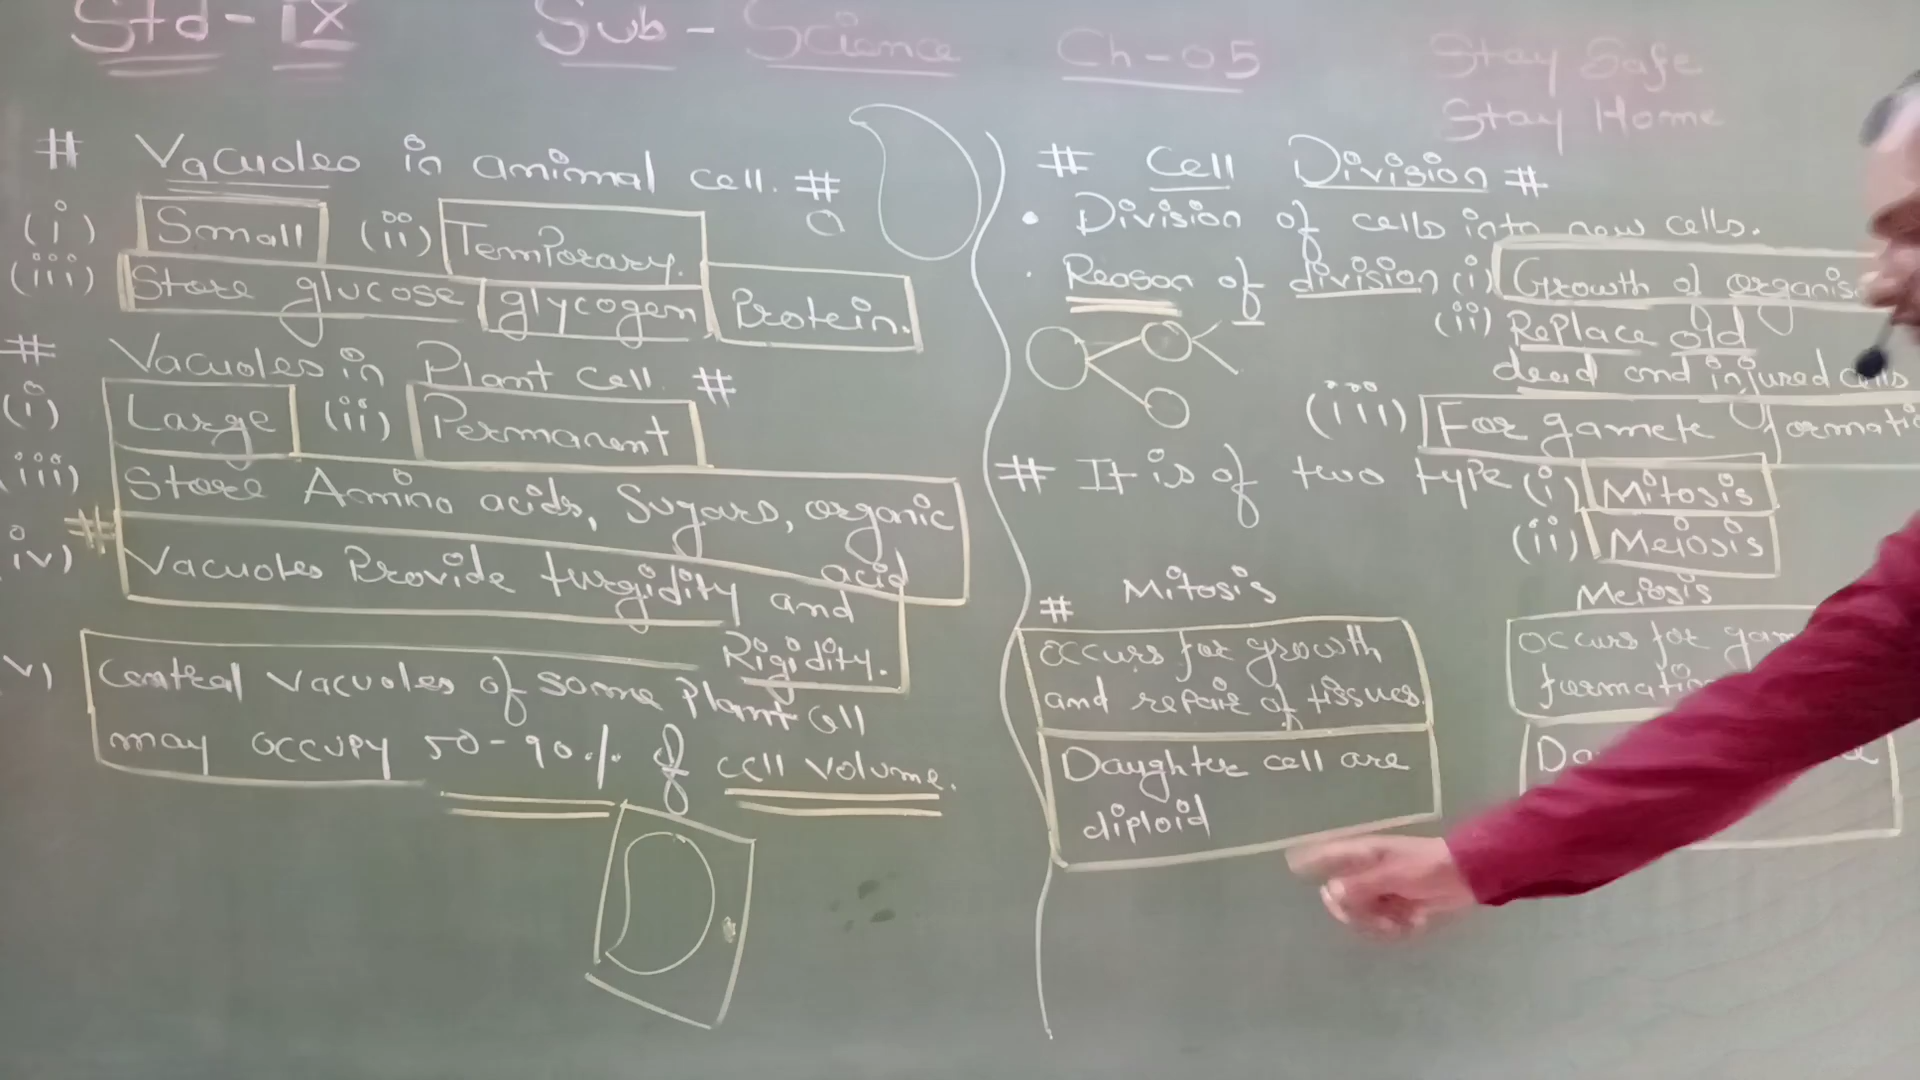 Std - IX Sub - Science Ch - 05
Stay Safe
Stay Home
# Vacuoles in animal cell. #
(i) Small (ii) Temporary.
(iii) Store glucose glycogen Protein.
# Vacuoles in Plant cell. #
(i) Large (ii) Permanent
(iii) Store Amino acids, Sugars, organic
acid
# iv) Vacuoles Provide turgidity and
Rigidity.
v) Central vacuoles of some Plant cell
may occupy 50-90% of cell volume.
# Cell Division #
• Division of cells into new cells.
• Reason of division (i) Growth of organis
(ii) Replace old
dead and injured cells
(iii) For gamete formatio
# It is of two type (i) Mitosis
(ii) Meiosis
# Mitosis
occurs for growth
and repair of tissues.
Daughter cell are
diploid
Meiosis
occurs for gam
formatio
Da